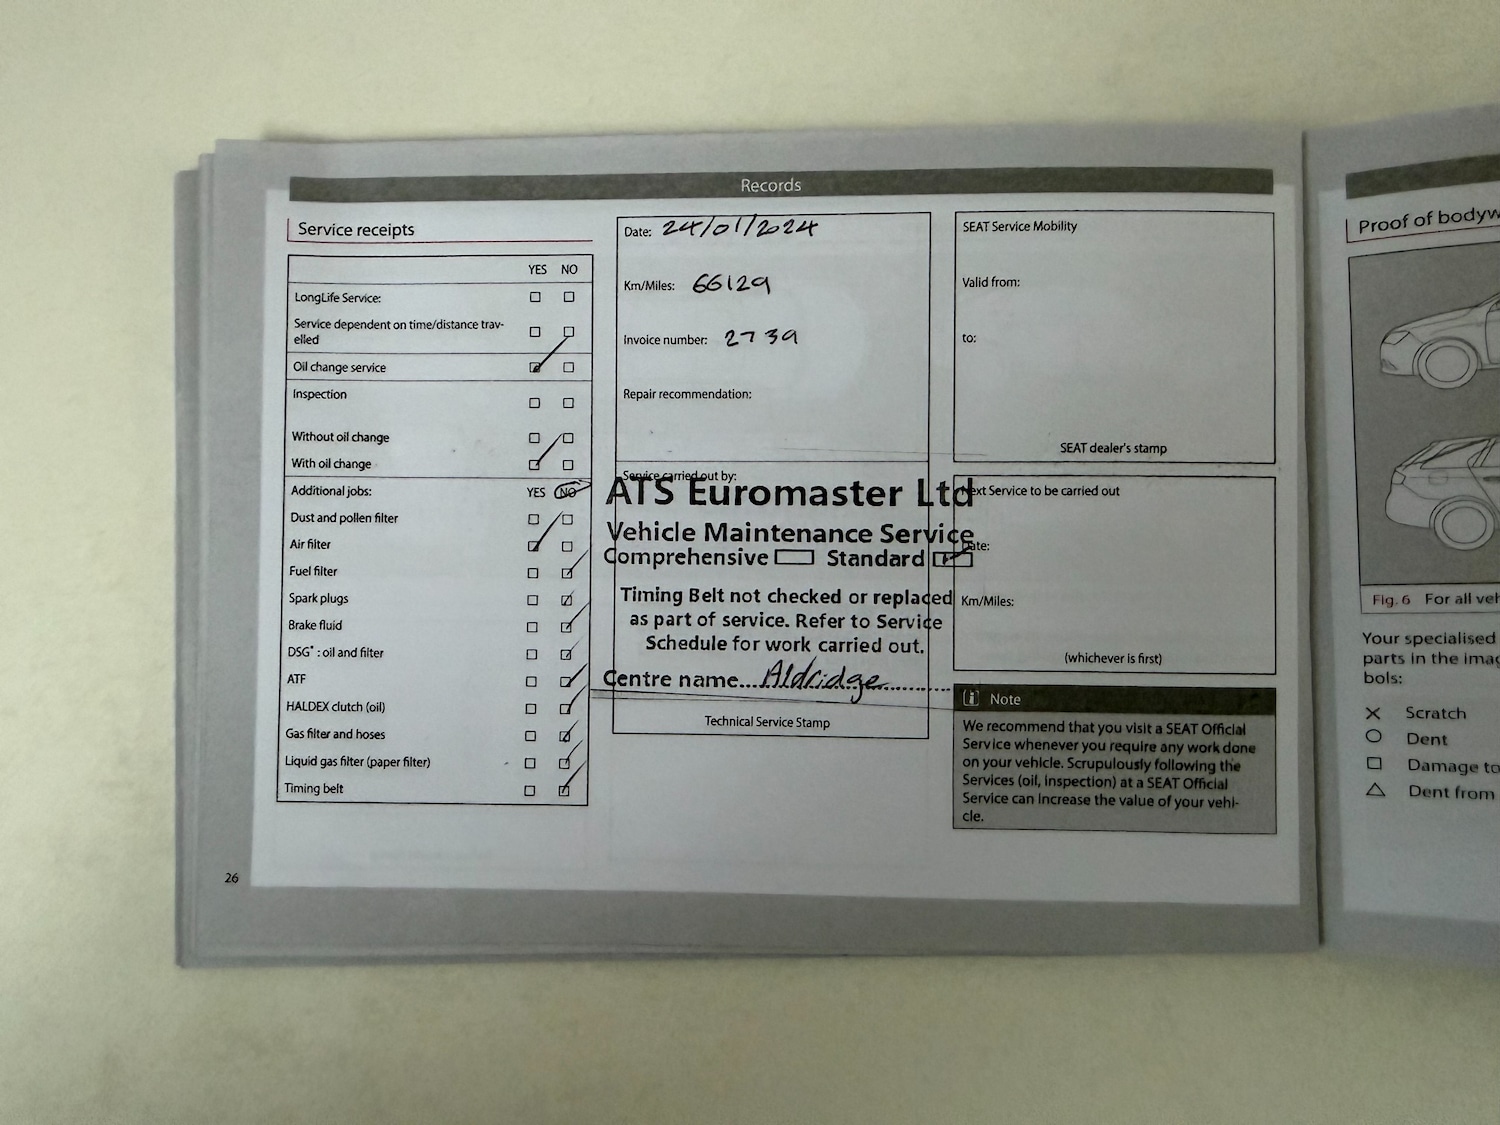 Records
Service receipts
YES NO
LongLife Service:
Service dependent on time/distance trav-
elled
Oil change service
Inspection
Without oil change
With oil change
Additional jobs: YES NO
Dust and pollen filter
Air filter
Fuel filter
Spark plugs
Brake fluid
DSG®: oil and filter
ATF
HALDEX clutch (oil)
Gas filter and hoses
Liquid gas filter (paper filter)
Timing belt
26
Date: 24/01/2024
Km/Miles: 66129
Invoice number: 2739
Repair recommendation:
Service carried out by:
ATS Euromaster Ltd
Vehicle Maintenance Service
Comprehensive Standard
Timing Belt not checked or replaced
as part of service. Refer to Service
Schedule for work carried out.
Centre name...Aldridge...
Technical Service Stamp
SEAT Service Mobility
Valid from:
to:
SEAT dealer's stamp
Next Service to be carried out
Date:
Km/Miles:
(whichever is first)
i Note
We recommend that you visit a SEAT Official
Service whenever you require any work done
on your vehicle. Scrupulously following the
Services (oil, inspection) at a SEAT Official
Service can increase the value of your vehi-
cle.
Proof of bodyw
Fig. 6 For all veh
Your specialised
parts in the imag
bols:
Scratch
Dent
Damage to
Dent from